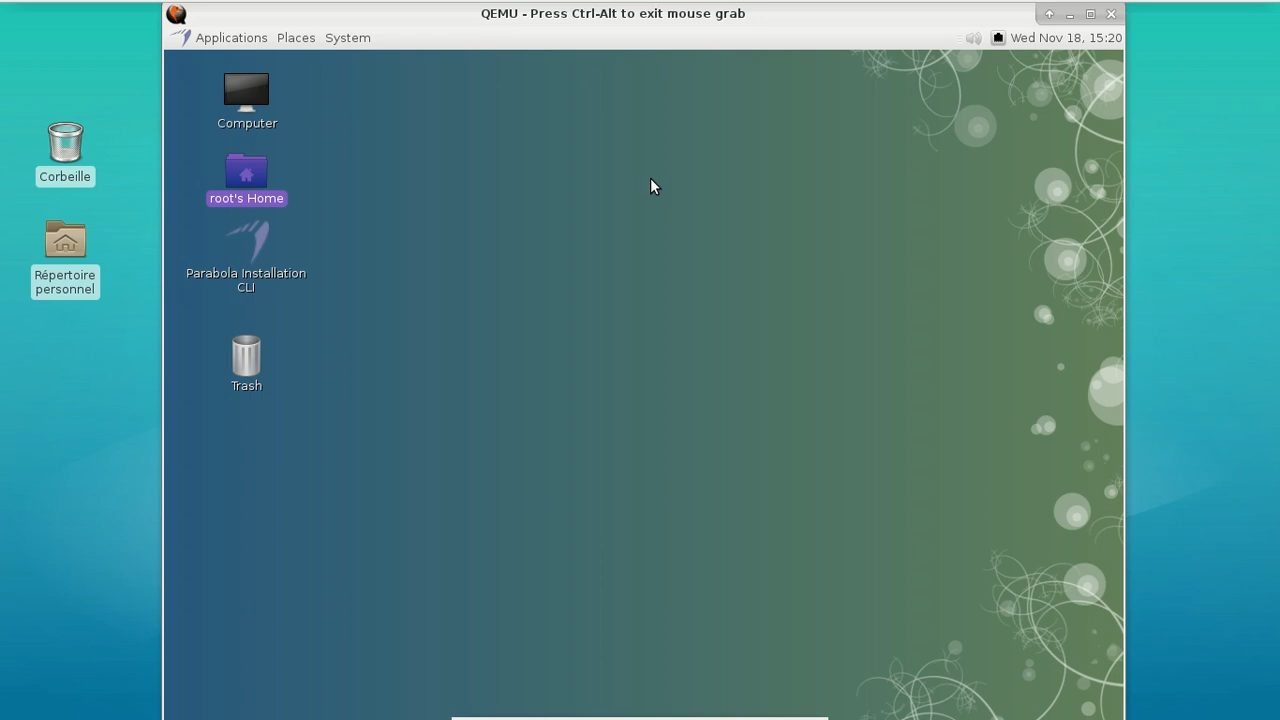 QEMU - Press Ctrl-Alt to exit mouse grab
Applications Places System
Wed Nov 18, 15:20
Computer
root's Home
Parabola Installation
CLI
Trash
Corbeille
Répertoire
personnel